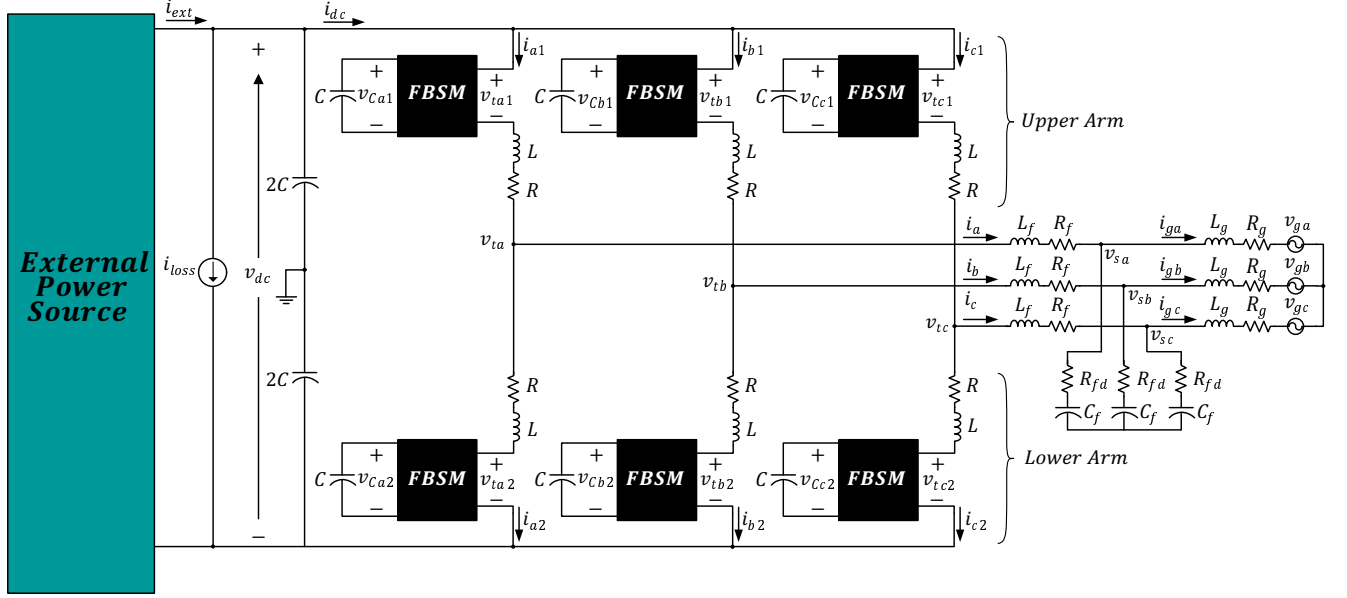 i_ext
i_dc
External
Power
Source
i_loss
+
v_dc
−
2C
2C
i_a1
i_b1
i_c1
C
+
v_Ca1
−
FBSM
+
v_ta1
−
C
+
v_Cb1
−
FBSM
+
v_tb1
−
C
+
v_Cc1
−
FBSM
+
v_tc1
−
Upper Arm
L
L
L
R
R
R
v_ta
v_tb
v_tc
i_a
L_f
R_f
i_ga
L_g
R_g
v_ga
v_sa
i_b
L_f
R_f
i_gb
L_g
R_g
v_gb
v_sb
i_c
L_f
R_f
i_gc
L_g
R_g
v_gc
v_sc
R_fd
R_fd
R_fd
C_f
C_f
C_f
R
R
R
L
L
L
C
+
v_Ca2
−
FBSM
+
v_ta2
−
C
+
v_Cb2
−
FBSM
+
v_tb2
−
C
+
v_Cc2
−
FBSM
+
v_tc2
−
Lower Arm
i_a2
i_b2
i_c2